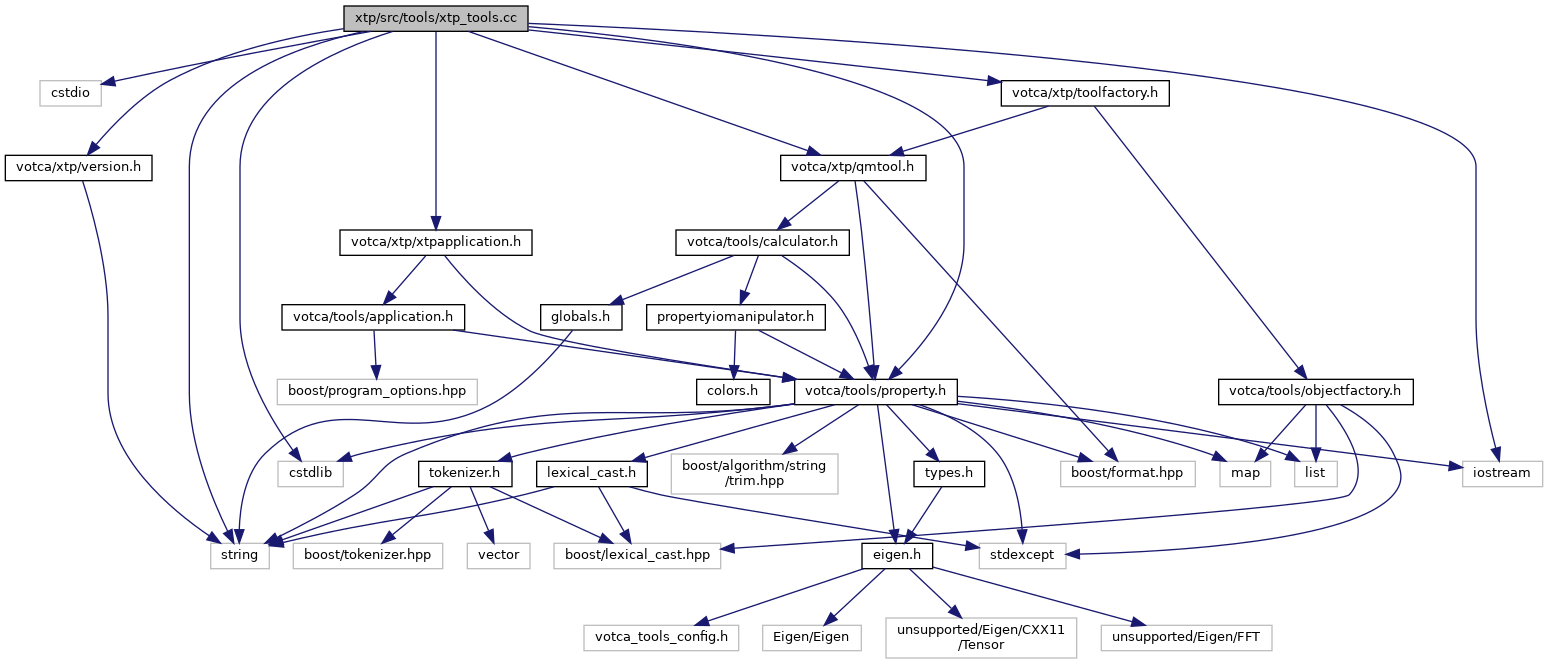 xtp/src/tools/xtp_tools.cc
cstdio
votca/xtp/toolfactory.h
votca/xtp/version.h
votca/xtp/qmtool.h
votca/xtp/xtpapplication.h
votca/tools/calculator.h
votca/tools/application.h
globals.h
propertyiomanipulator.h
boost/program_options.hpp
colors.h
votca/tools/property.h
votca/tools/objectfactory.h
cstdlib
tokenizer.h
lexical_cast.h
boost/algorithm/string
/trim.hpp
types.h
boost/format.hpp
map
list
iostream
string
boost/tokenizer.hpp
vector
boost/lexical_cast.hpp
eigen.h
stdexcept
votca_tools_config.h
Eigen/Eigen
unsupported/Eigen/CXX11
/Tensor
unsupported/Eigen/FFT